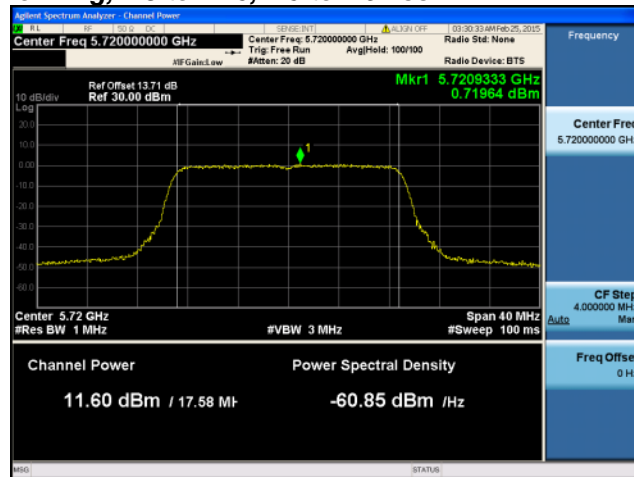 Agilent Spectrum Analyzer - Channel Power
RL RF 50 Ω DC SENSE:INT ALIGN OFF 03:30:33 AM Feb 25, 2015
Center Freq 5.720000000 GHz
Center Freq: 5.720000000 GHz
Radio Std: None
Trig: Free Run Avg|Hold: 100/100
#IFGain:Low #Atten: 20 dB Radio Device: BTS
Mkr1 5.7209333 GHz
0.71964 dBm
Ref Offset 13.71 dB
10 dB/div Ref 30.00 dBm
Log
20.0
10.0
1
0.00
-10.0
-20.0
-30.0
-40.0
-50.0
-60.0
Center 5.72 GHz Span 40 MHz
#Res BW 1 MHz #VBW 3 MHz #Sweep 100 ms
Channel Power Power Spectral Density
11.60 dBm / 17.58 MH -60.85 dBm /Hz
MSG STATUS
Frequency
Center Freq
5.720000000 GHz
CF Step
4.000000 MHz
Auto Man
Freq Offset
0 Hz